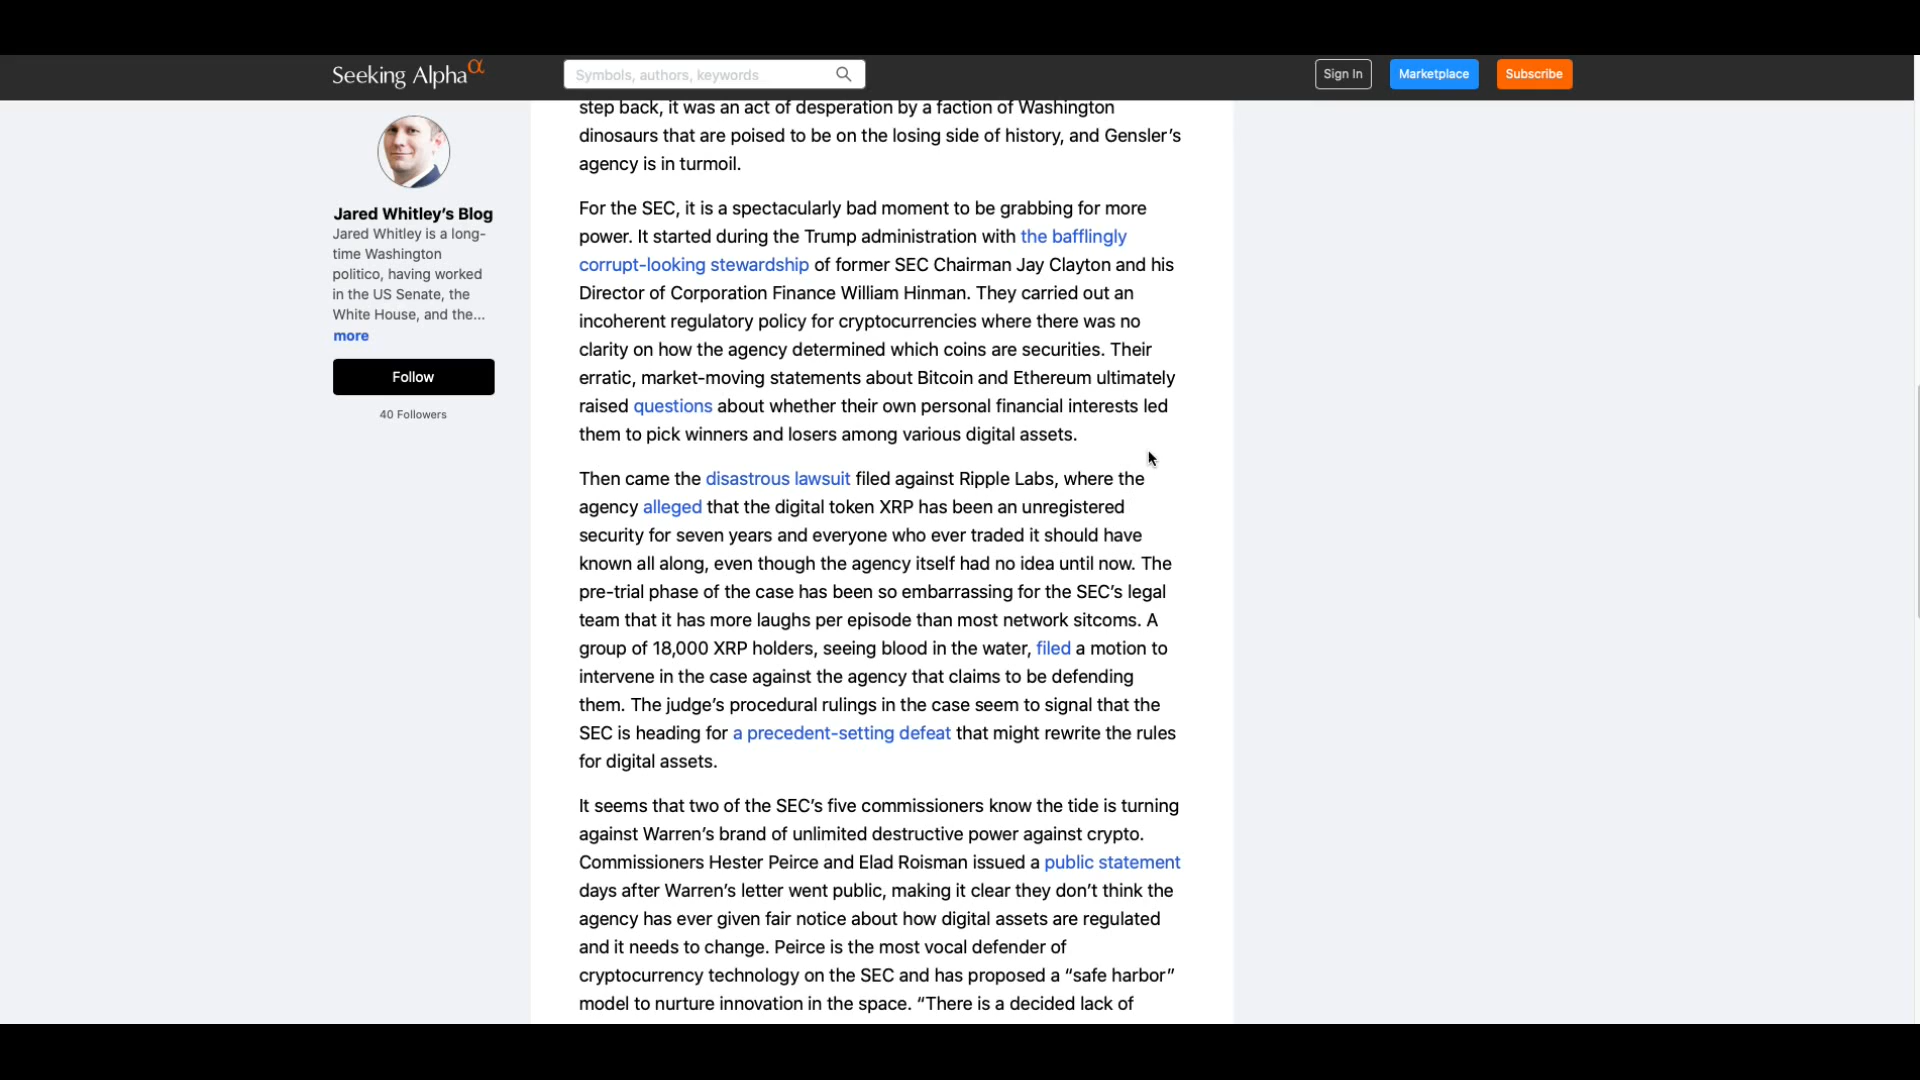 Seeking Alphaα
Symbols, authors, keywords
Sign In
Marketplace
Subscribe
Jared Whitley's Blog
Jared Whitley is a long-
time Washington
politico, having worked
in the US Senate, the
White House, and the...
more
Follow
40 Followers
step back, it was an act of desperation by a faction of Washington
dinosaurs that are poised to be on the losing side of history, and Gensler's
agency is in turmoil.
For the SEC, it is a spectacularly bad moment to be grabbing for more
power. It started during the Trump administration with the bafflingly
corrupt-looking stewardship of former SEC Chairman Jay Clayton and his
Director of Corporation Finance William Hinman. They carried out an
incoherent regulatory policy for cryptocurrencies where there was no
clarity on how the agency determined which coins are securities. Their
erratic, market-moving statements about Bitcoin and Ethereum ultimately
raised questions about whether their own personal financial interests led
them to pick winners and losers among various digital assets.
Then came the disastrous lawsuit filed against Ripple Labs, where the
agency alleged that the digital token XRP has been an unregistered
security for seven years and everyone who ever traded it should have
known all along, even though the agency itself had no idea until now. The
pre-trial phase of the case has been so embarrassing for the SEC's legal
team that it has more laughs per episode than most network sitcoms. A
group of 18,000 XRP holders, seeing blood in the water, filed a motion to
intervene in the case against the agency that claims to be defending
them. The judge's procedural rulings in the case seem to signal that the
SEC is heading for a precedent-setting defeat that might rewrite the rules
for digital assets.
It seems that two of the SEC's five commissioners know the tide is turning
against Warren's brand of unlimited destructive power against crypto.
Commissioners Hester Peirce and Elad Roisman issued a public statement
days after Warren's letter went public, making it clear they don't think the
agency has ever given fair notice about how digital assets are regulated
and it needs to change. Peirce is the most vocal defender of
cryptocurrency technology on the SEC and has proposed a "safe harbor"
model to nurture innovation in the space. "There is a decided lack of